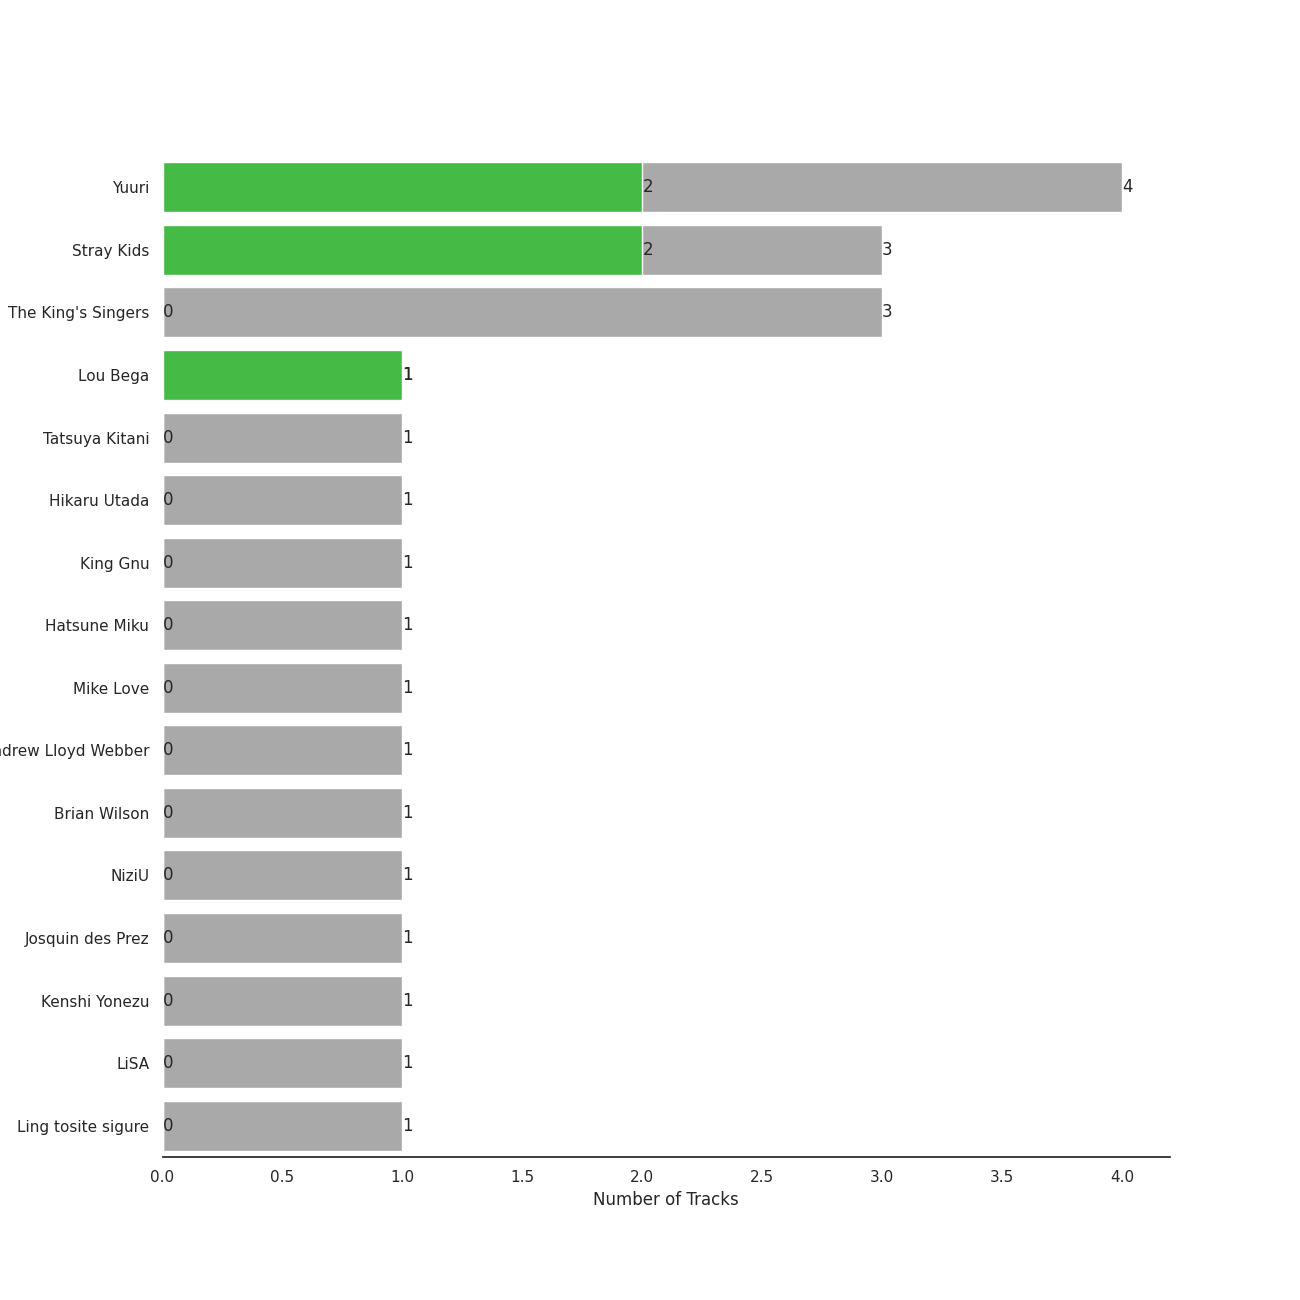 Yuuri 2 4
Stray Kids 2 3
The King's Singers 0 3
Lou Bega 1
Tatsuya Kitani 0 1
Hikaru Utada 0 1
King Gnu 0 1
Hatsune Miku 0 1
Mike Love 0 1
drew Lloyd Webber 0 1
Brian Wilson 0 1
NiziU 0 1
Josquin des Prez 0 1
Kenshi Yonezu 0 1
LiSA 0 1
Ling tosite sigure 0 1
0.0 0.5 1.0 1.5 2.0 2.5 3.0 3.5 4.0
Number of Tracks